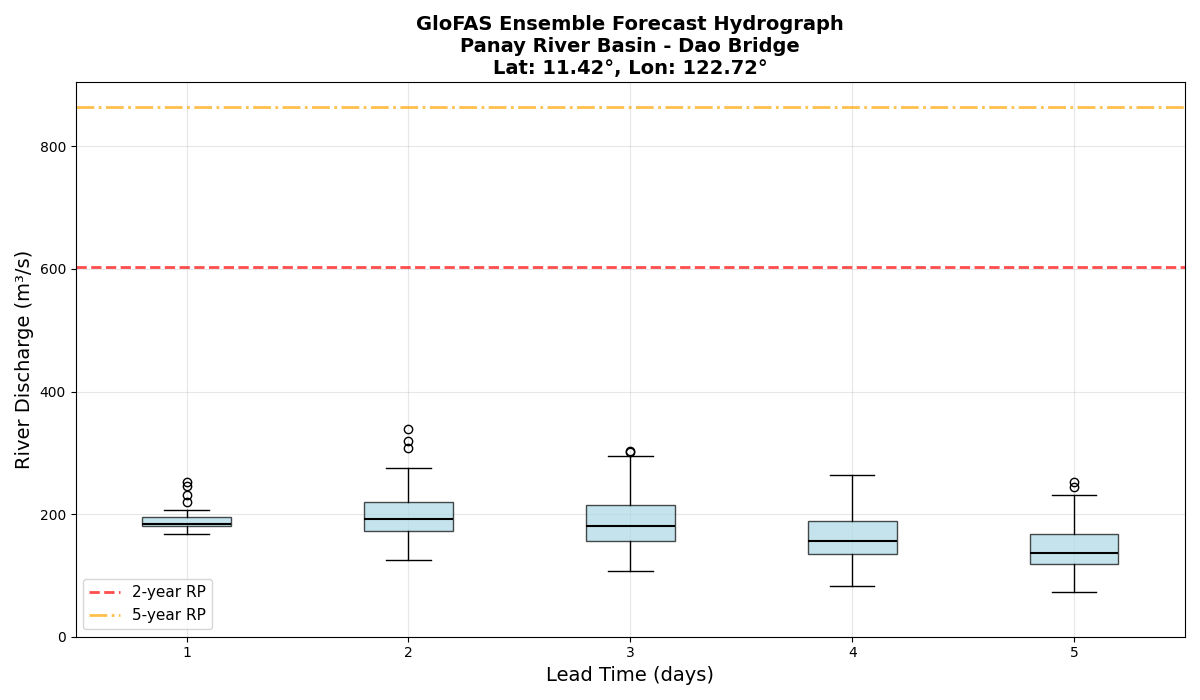 GloFAS Ensemble Forecast Hydrograph
Panay River Basin - Dao Bridge
Lat: 11.42°, Lon: 122.72°
River Discharge (m³/s)
800
600
400
200
0
2-year RP
5-year RP
1 2 3 4 5
Lead Time (days)